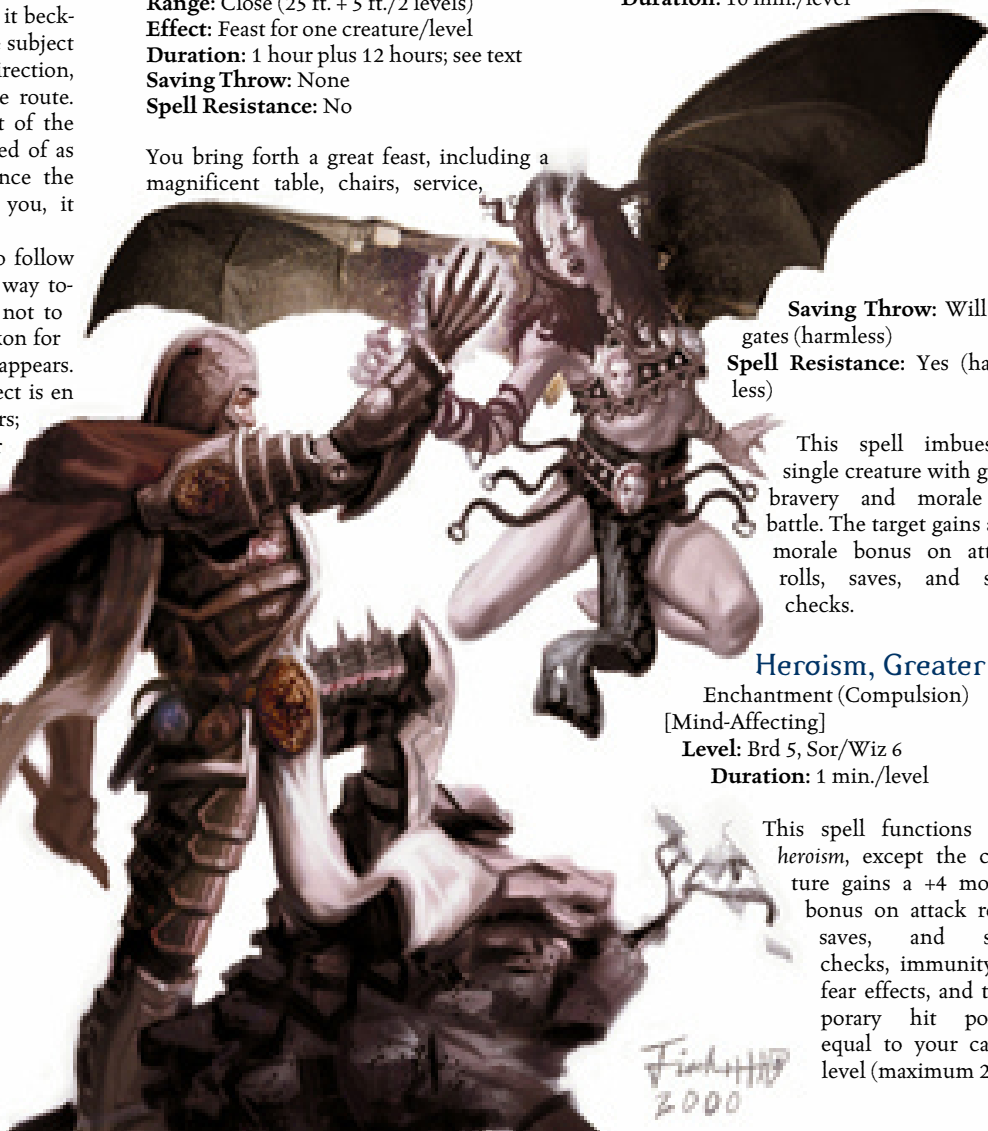 it beck-
subject
irection,
e route.
t of the
ed of as
nce the
you, it
o follow
way to-
not to
on for
appears.
ect is en
rs;
Range: Close (25 ft. + 5 ft./2 levels)
Effect: Feast for one creature/level
Duration: 1 hour plus 12 hours; see text
Saving Throw: None
Spell Resistance: No
You bring forth a great feast, including a
magnificent table, chairs, service,
Duration: 10 min./level
Saving Throw: Will
gates (harmless)
Spell Resistance: Yes (ha
less)
This spell imbues
single creature with g
bravery and morale
battle. The target gains a
morale bonus on att
rolls, saves, and s
checks.
Heroism, Greater
Enchantment (Compulsion)
[Mind-Affecting]
Level: Brd 5, Sor/Wiz 6
Duration: 1 min./level
This spell functions
heroism, except the c
ture gains a +4 mo
bonus on attack r
saves, and s
checks, immunity
fear effects, and t
porary hit po
equal to your ca
level (maximum 2
2000